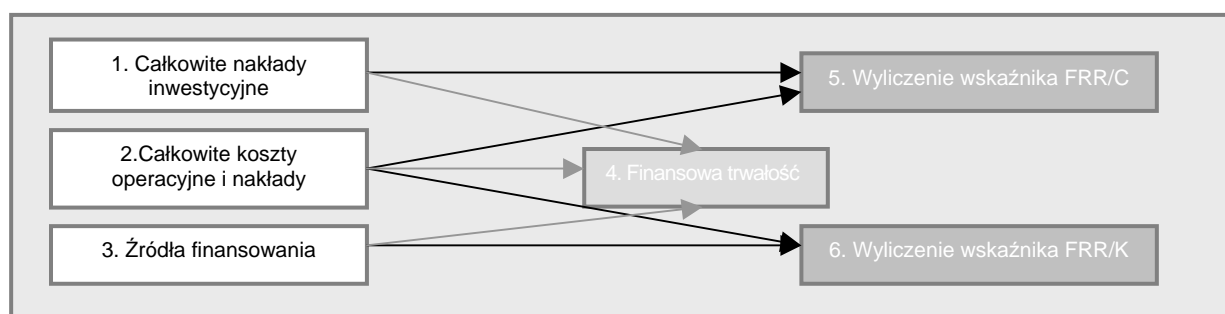 1. Całkowite nakłady
inwestycyjne
2.Całkowite koszty
operacyjne i nakłady
3. Źródła finansowania
4. Finansowa trwałość
5. Wyliczenie wskaźnika FRR/C
6. Wyliczenie wskaźnika FRR/K